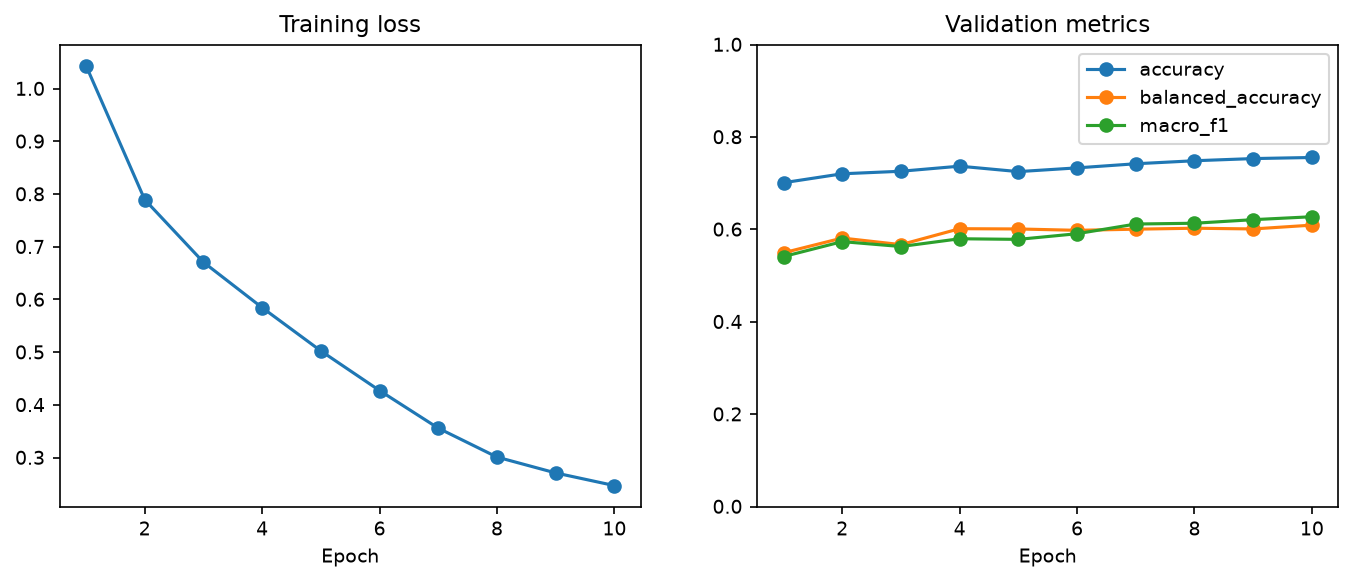 Training loss
1.0
0.9
0.8
0.7
0.6
0.5
0.4
0.3
2 4 6 8 10
Epoch
Validation metrics
1.0
0.8
0.6
0.4
0.2
0.0
accuracy
balanced_accuracy
macro_f1
2 4 6 8 10
Epoch